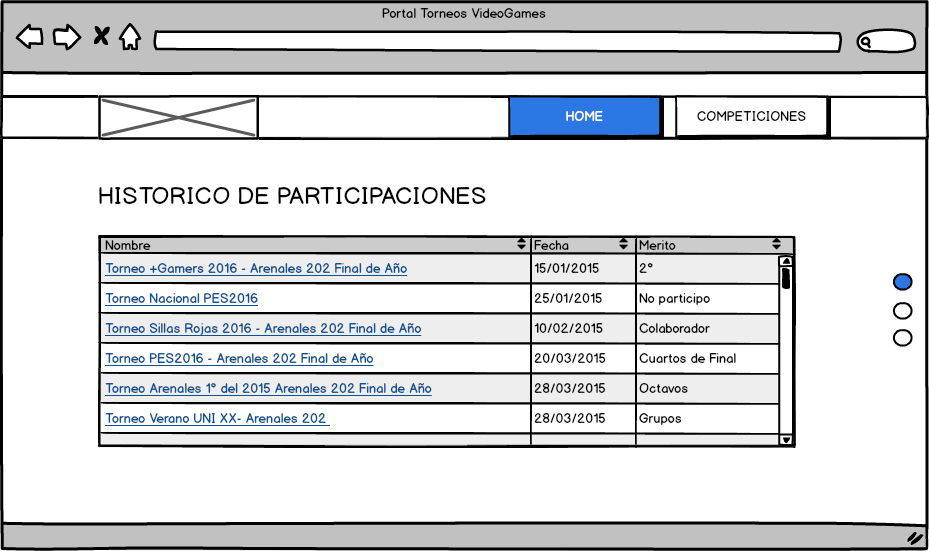 Portal Torneos VideoGames
HOME
COMPETICIONES
HISTORICO DE PARTICIPACIONES
Nombre Fecha Merito
Torneo +Gamers 2016 - Arenales 202 Final de Año 15/01/2015 2°
Torneo Nacional PES2016 25/01/2015 No participo
Torneo Sillas Rojas 2016 - Arenales 202 Final de Año 10/02/2015 Colaborador
Torneo PES2016 - Arenales 202 Final de Año 20/03/2015 Cuartos de Final
Torneo Arenales 1° del 2015 Arenales 202 Final de Año 28/03/2015 Octavos
Torneo Verano UNI XX- Arenales 202 28/03/2015 Grupos